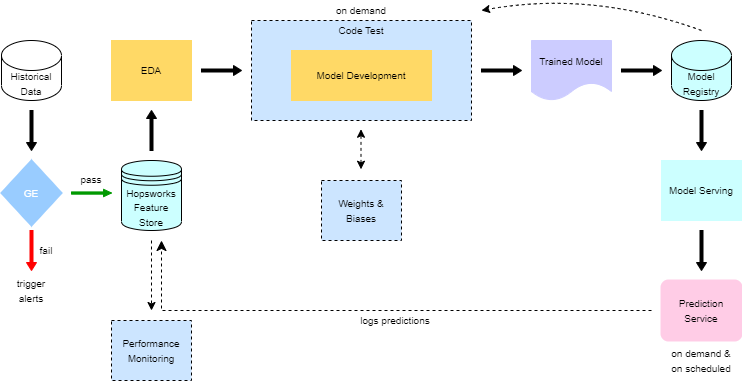 on demand
Code Test
Historical
Data
EDA
Model Development
Trained Model
Model
Registry
GE
pass
fail
trigger
alerts
Hopsworks
Feature
Store
Weights &
Biases
Model Serving
logs predictions
Prediction
Service
Performance
Monitoring
on demand &
on scheduled